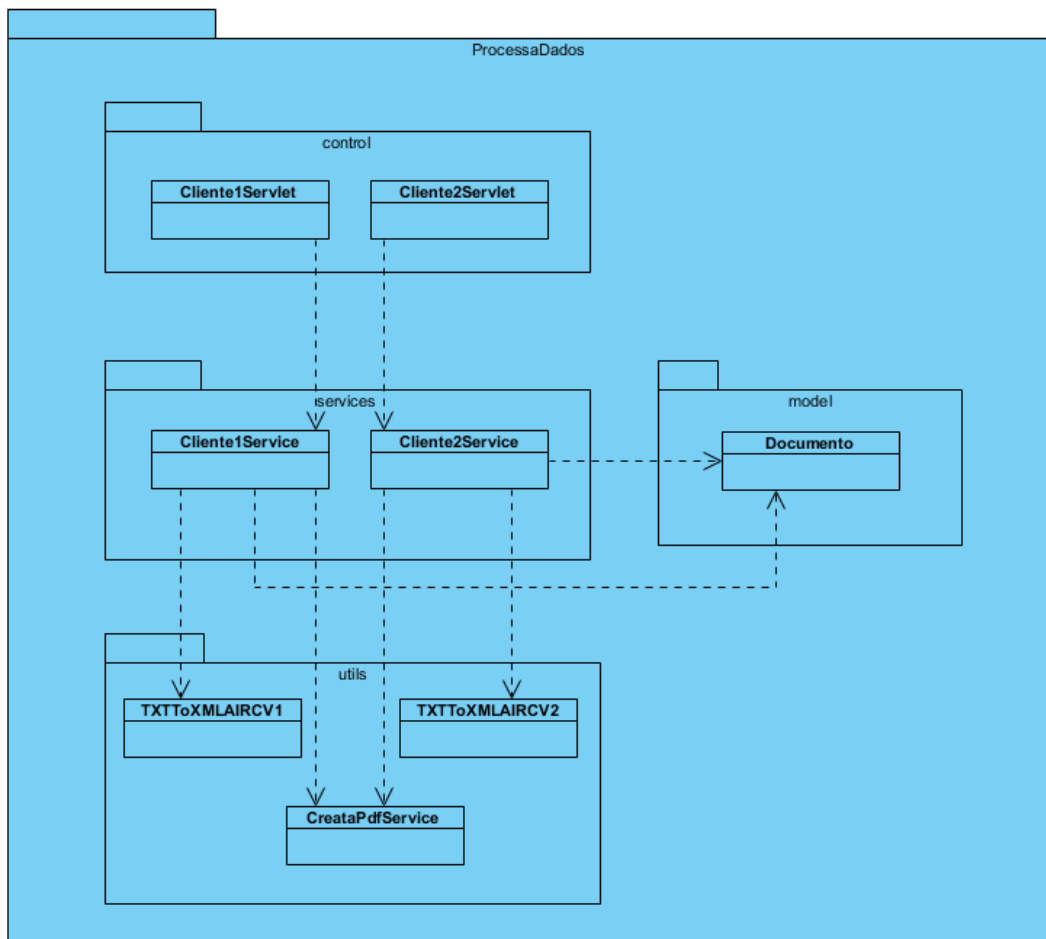 ProcessaDados
control
Cliente1Servlet
Cliente2Servlet
services
Cliente1Service
Cliente2Service
model
Documento
utils
TXTToXMLAIRCV1
TXTToXMLAIRCV2
CreataPdfService